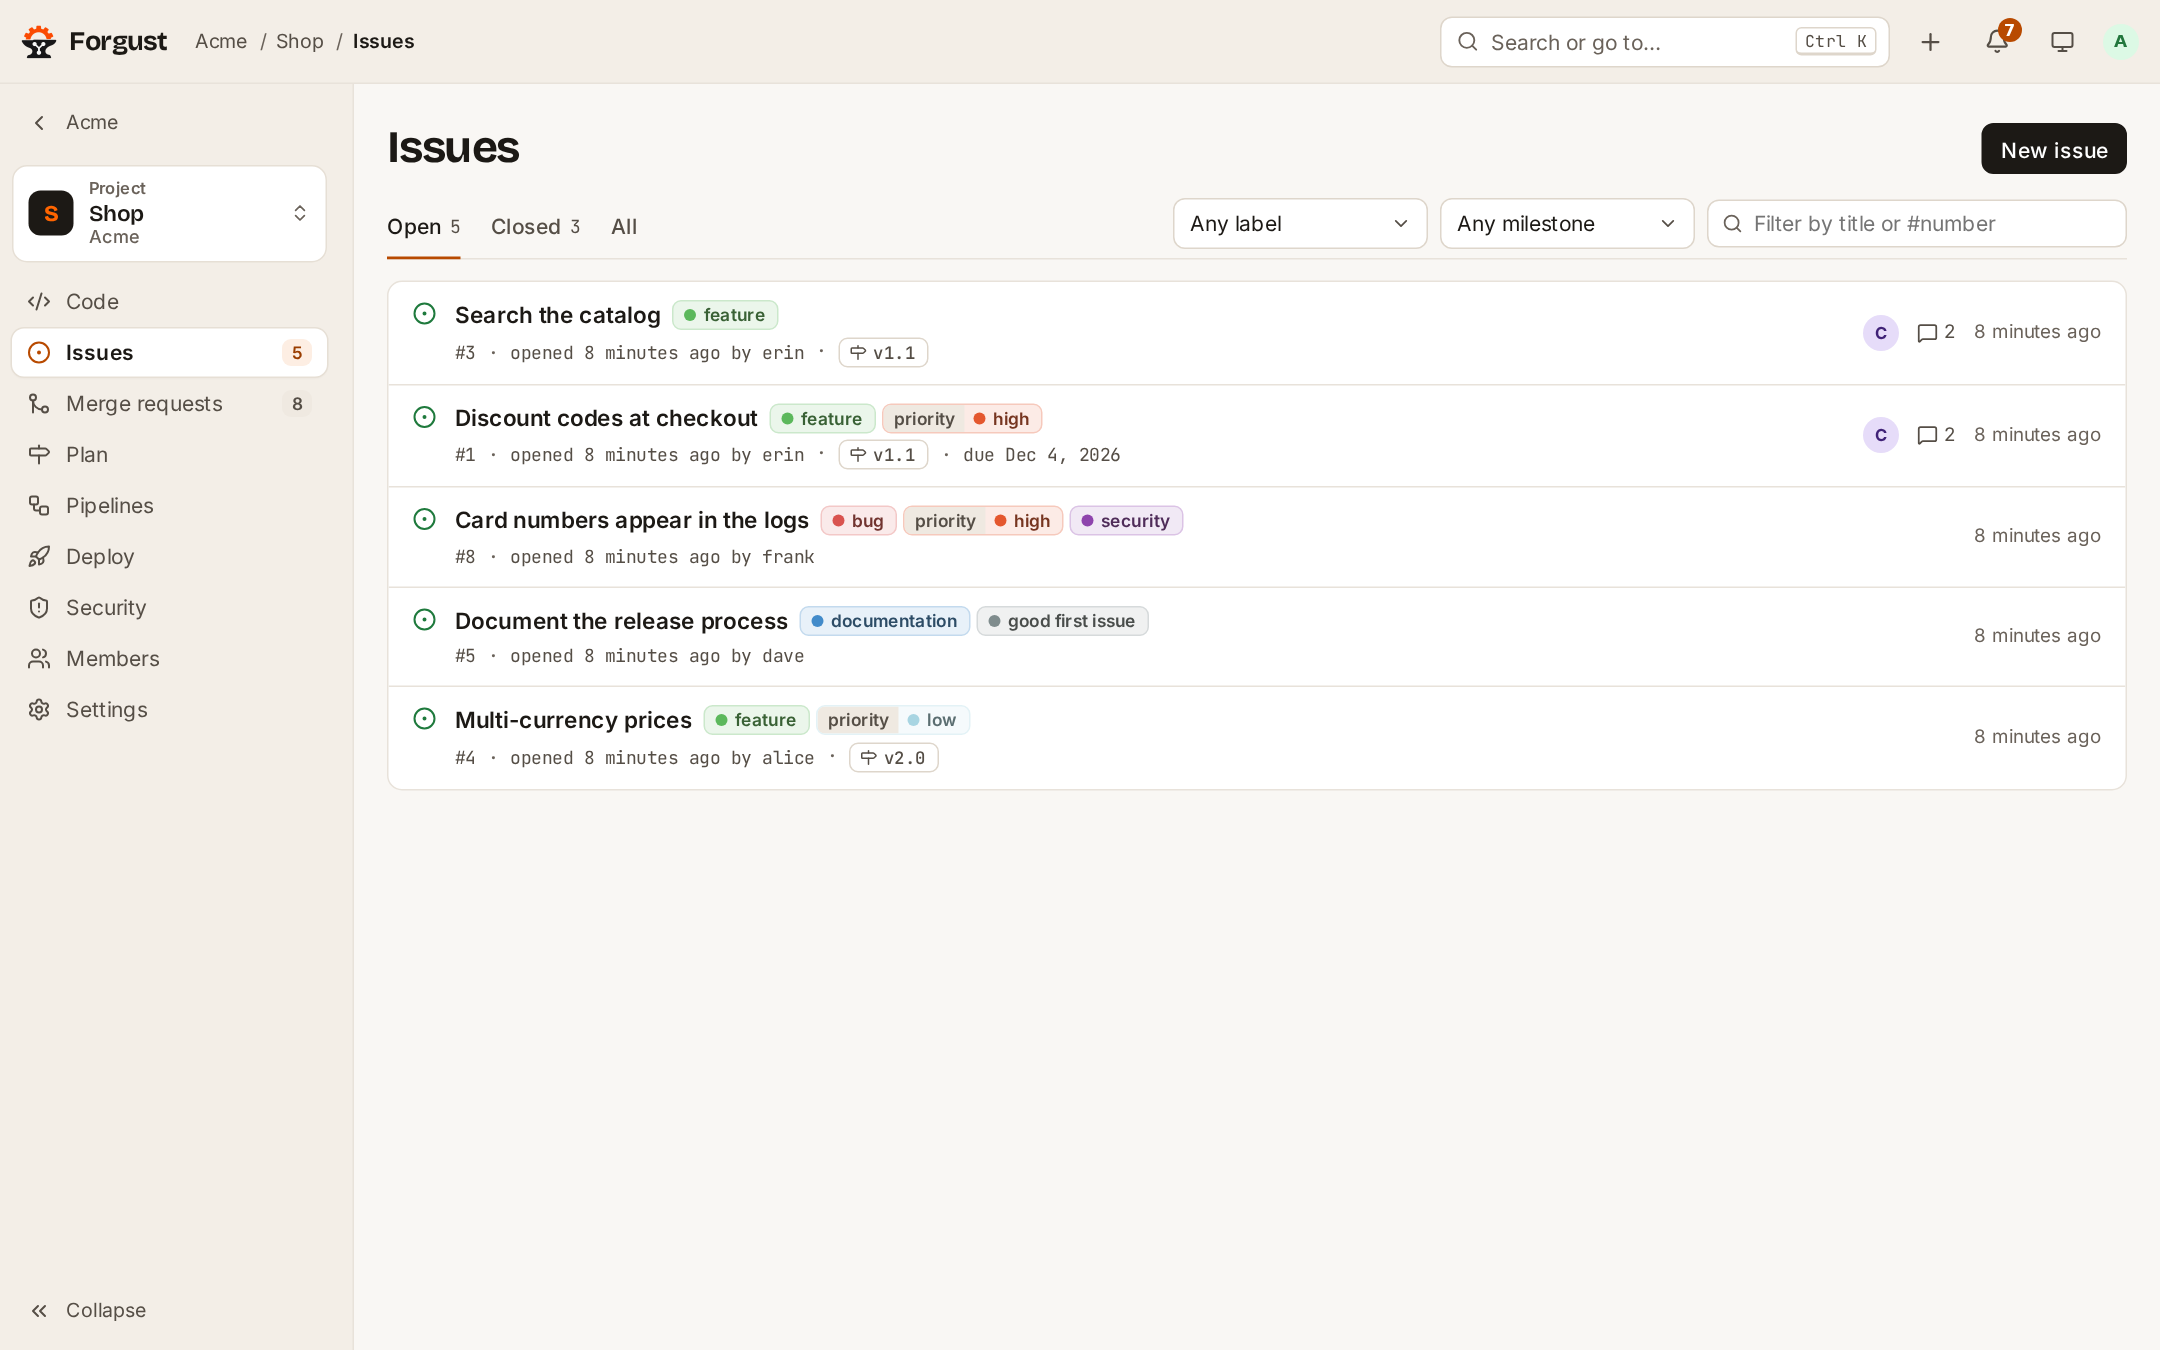 Forgust Acme / Shop / Issues Search or go to... Ctrl K 7 A
Acme
Project
S Shop
Acme
Code
Issues 5
Merge requests 8
Plan
Pipelines
Deploy
Security
Members
Settings
Collapse
Issues New issue
Open 5 Closed 3 All Any label Any milestone Filter by title or #number
Search the catalog feature
#3 · opened 8 minutes ago by erin · v1.1 C 2 8 minutes ago
Discount codes at checkout feature priority high
#1 · opened 8 minutes ago by erin · v1.1 · due Dec 4, 2026 C 2 8 minutes ago
Card numbers appear in the logs bug priority high security
#8 · opened 8 minutes ago by frank 8 minutes ago
Document the release process documentation good first issue
#5 · opened 8 minutes ago by dave 8 minutes ago
Multi-currency prices feature priority low
#4 · opened 8 minutes ago by alice · v2.0 8 minutes ago